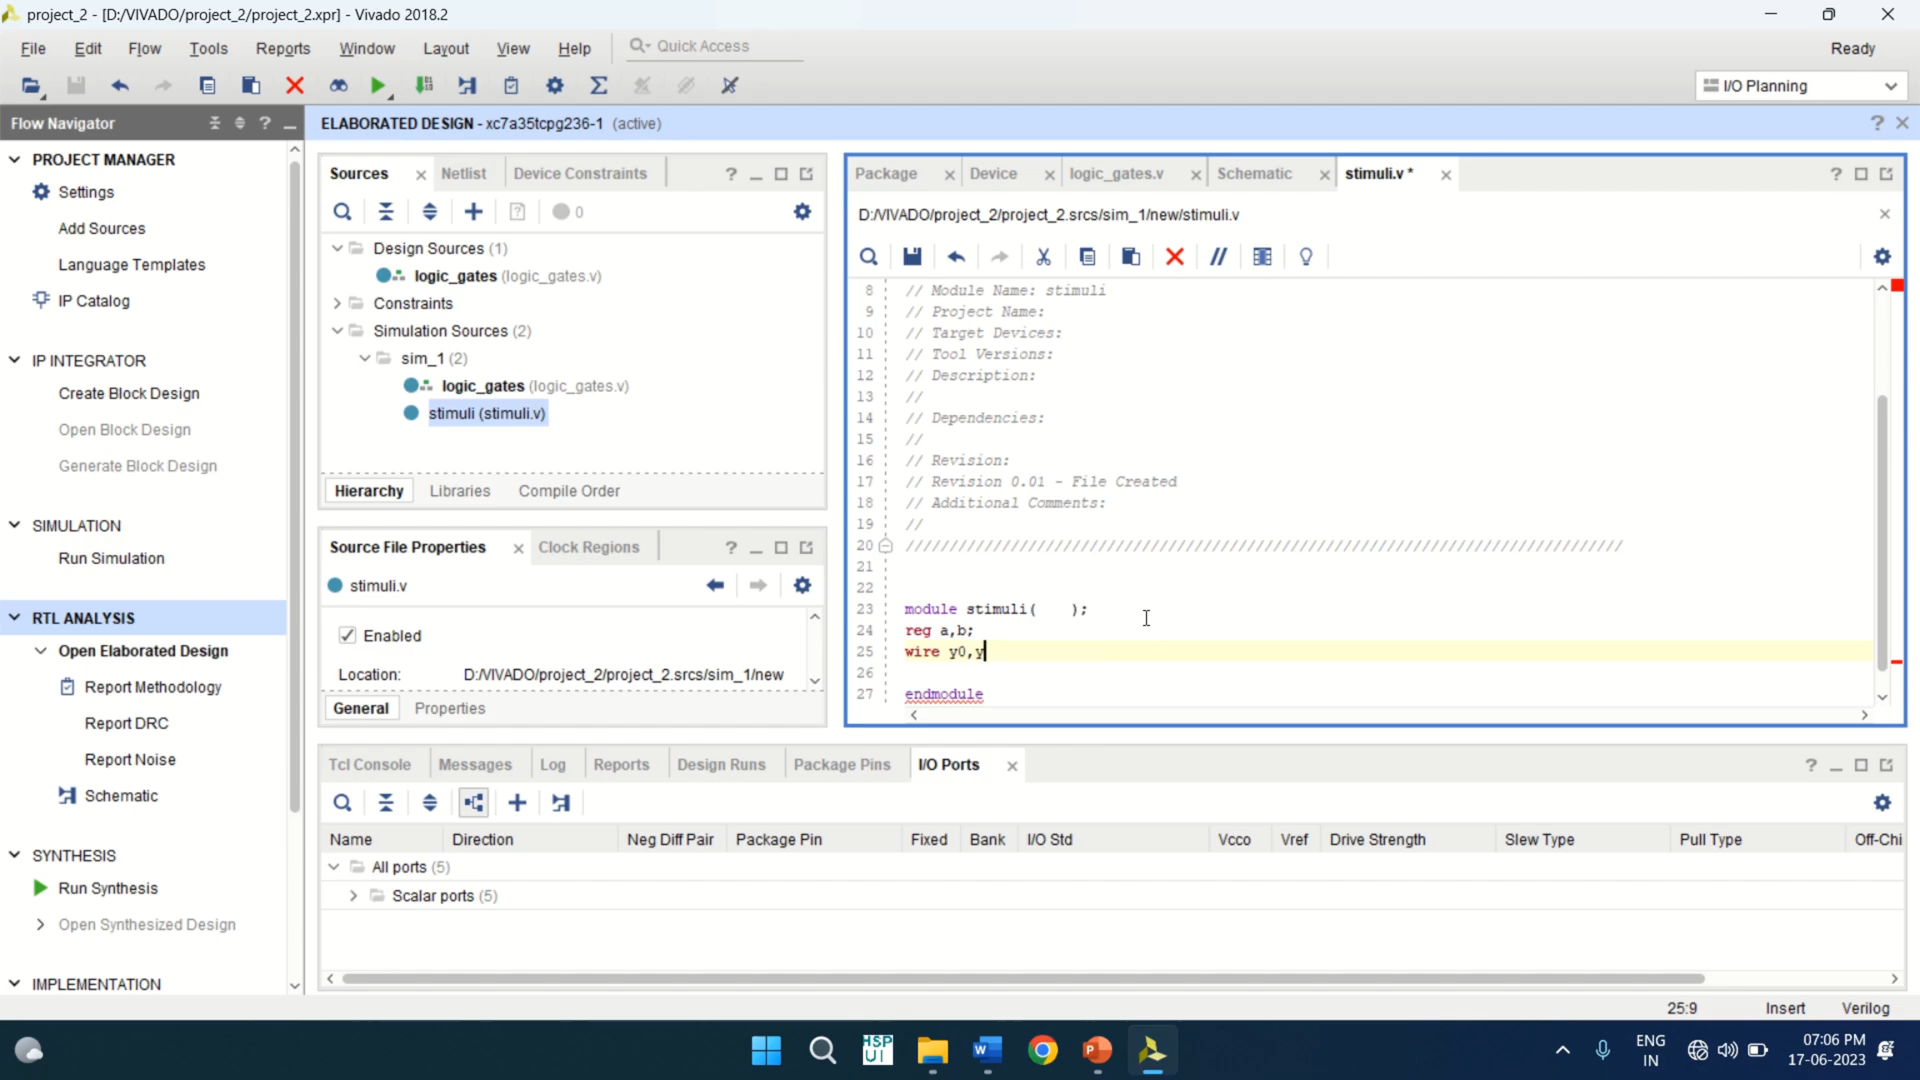 project_2 - [D:/VIVADO/project_2/project_2.xpr] - Vivado 2018.2
File Edit Flow Tools Reports Window Layout View Help Quick Access
Ready
I/O Planning
Flow Navigator
ELABORATED DESIGN - xc7a35tcpg236-1 (active)
PROJECT MANAGER
Settings
Add Sources
Language Templates
IP Catalog
IP INTEGRATOR
Create Block Design
Open Block Design
Generate Block Design
SIMULATION
Run Simulation
RTL ANALYSIS
Open Elaborated Design
Report Methodology
Report DRC
Report Noise
Schematic
SYNTHESIS
Run Synthesis
Open Synthesized Design
IMPLEMENTATION
Sources Netlist Device Constraints
0
Design Sources (1)
logic_gates (logic_gates.v)
Constraints
Simulation Sources (2)
sim_1 (2)
logic_gates (logic_gates.v)
stimuli (stimuli.v)
Hierarchy Libraries Compile Order
Source File Properties Clock Regions
stimuli.v
Enabled
Location: D:/VIVADO/project_2/project_2.srcs/sim_1/new
General Properties
Package Device logic_gates.v Schematic stimuli.v *
D:/VIVADO/project_2/project_2.srcs/sim_1/new/stimuli.v
8 // Module Name: stimuli
9 // Project Name:
10 // Target Devices:
11 // Tool Versions:
12 // Description:
13 //
14 // Dependencies:
15 //
16 // Revision:
17 // Revision 0.01 - File Created
18 // Additional Comments:
19 //
20 ////////////////////////////////////////////////////////////////////////////////
21
22
23 module stimuli( );
24 reg a,b;
25 wire y0,y
26
27 endmodule
Tcl Console Messages Log Reports Design Runs Package Pins I/O Ports
Name Direction Neg Diff Pair Package Pin Fixed Bank I/O Std Vcco Vref Drive Strength Slew Type Pull Type Off-Chi
All ports (5)
Scalar ports (5)
25:9 Insert Verilog
HSP UI
W
P
ENG
IN
07:06 PM
17-06-2023